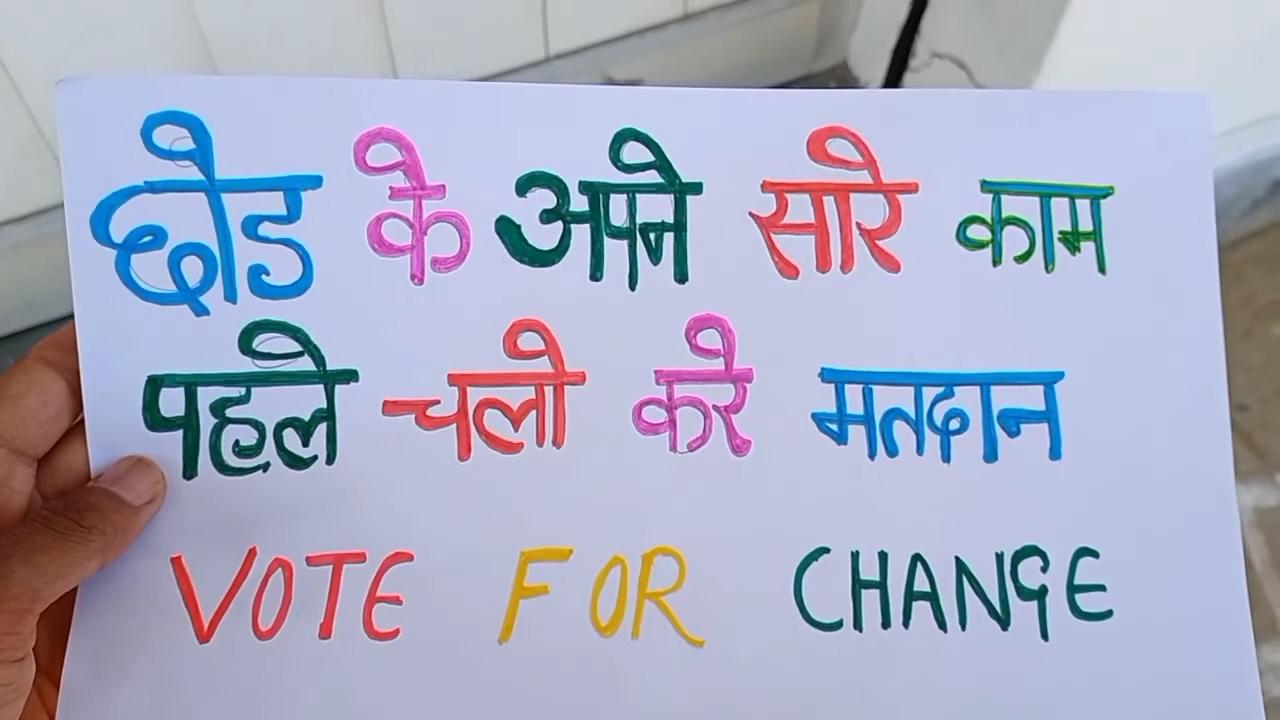 छोड के अपने सारे काम
पहले चलो करे मतदान
VOTE FOR CHANGE